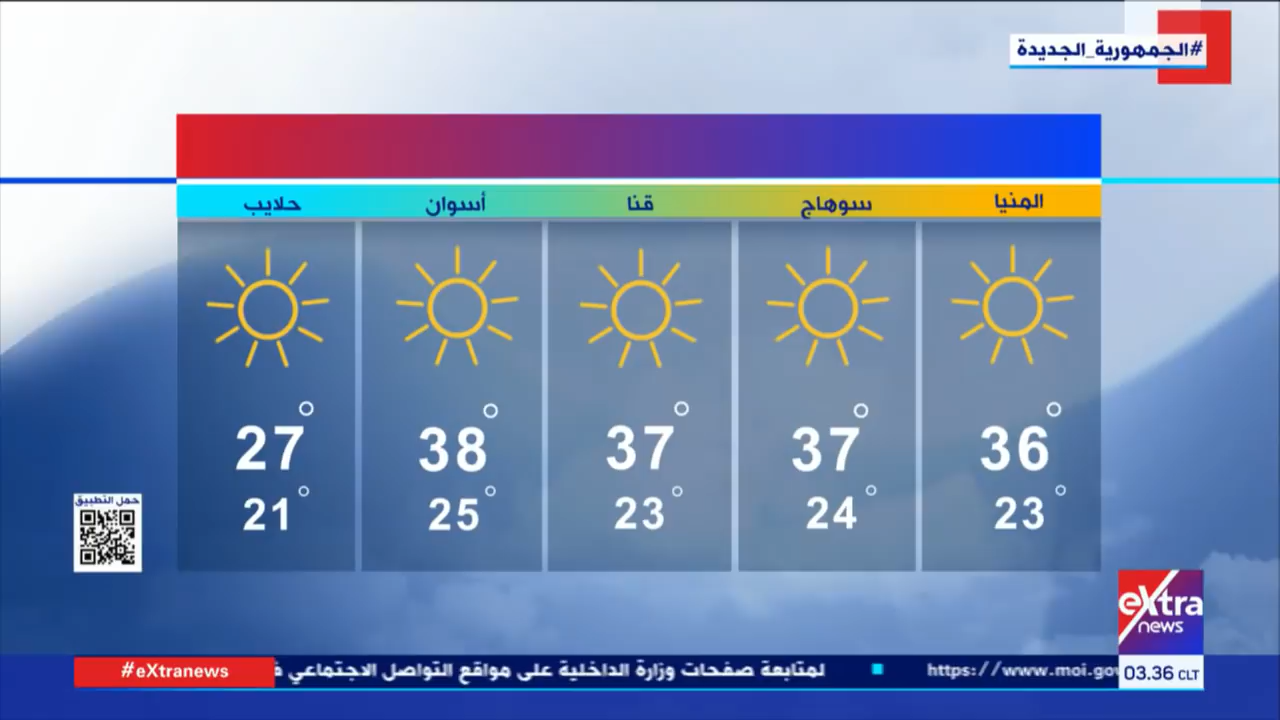 #الجمهورية_الجديدة
المنيا
سوهاج
قنا
أسوان
حلايب
36°
37°
37°
38°
27°
23°
24°
23°
25°
21°
حمل التطبيق
eXtra
news
#eXtranews
لمتابعة صفحات وزارة الداخلية على مواقع التواصل الاجتماعي
https://www.moi.gov
03.36 CLT